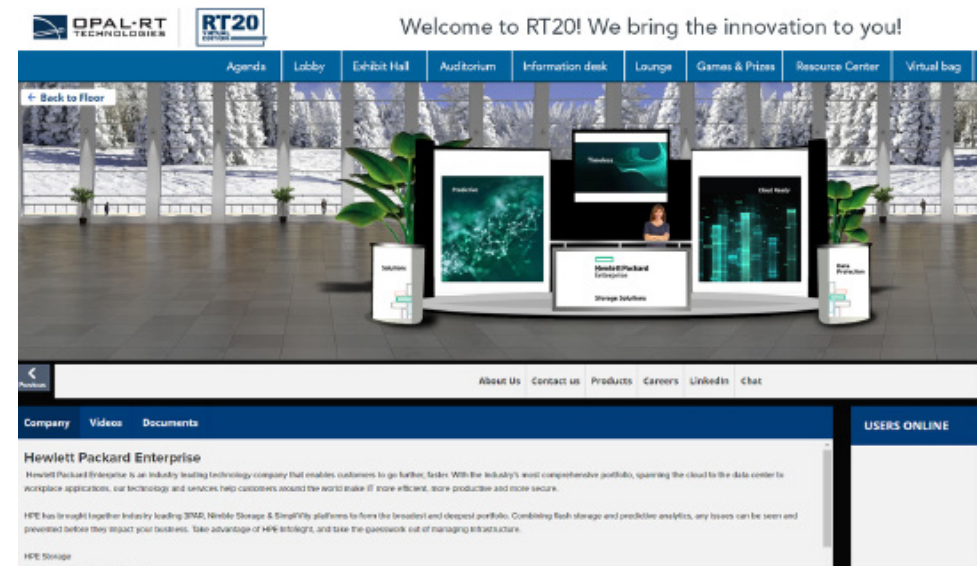 OPAL-RT
TECHNOLOGIES
RT20
VIRTUAL
Welcome to RT20! We bring the innovation to you!
Agenda Lobby Exhibit Hall Auditorium Information desk Lounge Games & Prizes Resource Center Virtual bag
← Back to Floor
Timeless
Predictive
Cloud Ready
Solutions
Hewlett Packard
Enterprise
Data
Protection
Storage Solutions
Previous
About Us Contact us Products Careers LinkedIn Chat
Company Videos Documents
USERS ONLINE
Hewlett Packard Enterprise
Hewlett Packard Enterprise is an industry leading technology company that enables customers to go further, faster. With the industry's most comprehensive portfolio, spanning the cloud to the data center to
workplace applications, our technology and services help customers around the world make IT more efficient, more productive and more secure.
HPE has brought together industry leading 3PAR, Nimble Storage & SimpliVity platforms to form the broadest and deepest portfolio. Combining flash storage and predictive analytics, any issues can be seen and
prevented before they impact your business. Take advantage of HPE InfoSight, and take the guesswork out of managing infrastructure.
HPE Storage